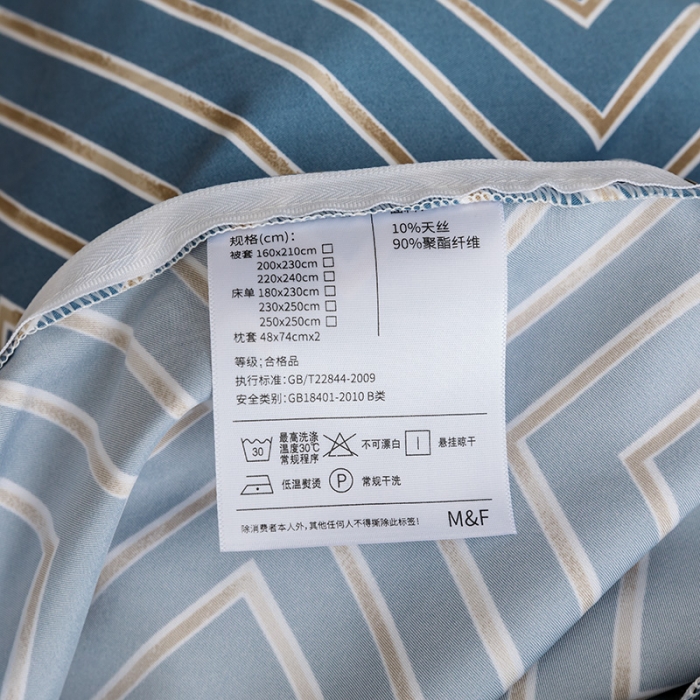 规格(cm):
被套 160x210cm
200x230cm
220x240cm
床单 180x230cm
230x250cm
250x250cm
枕套 48x74cmx2
10%天丝
90%聚酯纤维
等级:合格品
执行标准:GB/T22844-2009
安全类别:GB18401-2010 B类
30 最高洗涤温度30℃常规程序 不可漂白 悬挂晾干
低温熨烫 P 常规干洗
除消费者本人外,其他任何人不得撕除此标签!
M&F